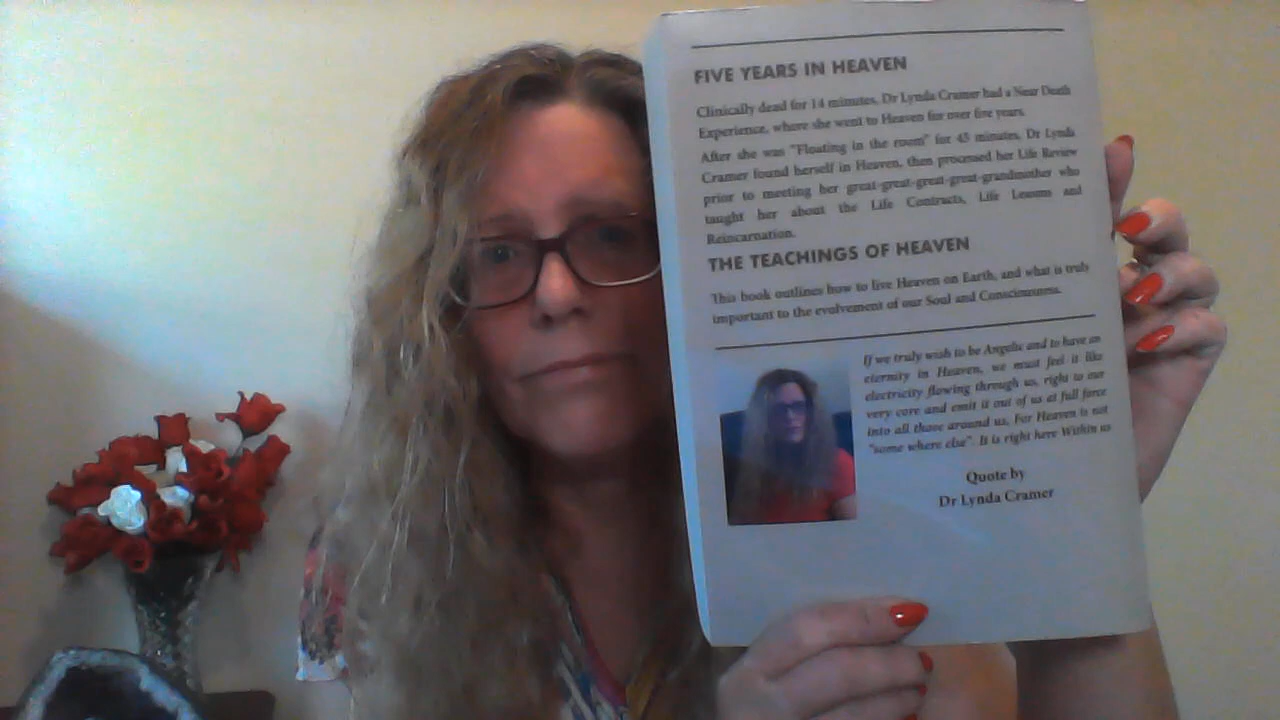 FIVE YEARS IN HEAVEN
Clinically dead for 14 minutes, Dr Lynda Cramer had a Near Death
Experience, where she went to Heaven for over five years.
After she was "Floating in the room" for 45 minutes, Dr Lynda
Cramer found herself in Heaven, then processed her Life Review
prior to meeting her great-great-great-great-grandmother who
taught her about the Life Contracts, Life Lessons and
Reincarnation.
THE TEACHINGS OF HEAVEN
This book outlines how to live Heaven on Earth, and what is truly
important to the evolvement of our Soul and Consciousness.
If we truly wish to be Angelic and to have an
eternity in Heaven, we must feel it like
electricity flowing through us, right to our
very core and emit it out of us at full force
into all those around us. For Heaven is not
"some where else". It is right here Within us
Quote by
Dr Lynda Cramer